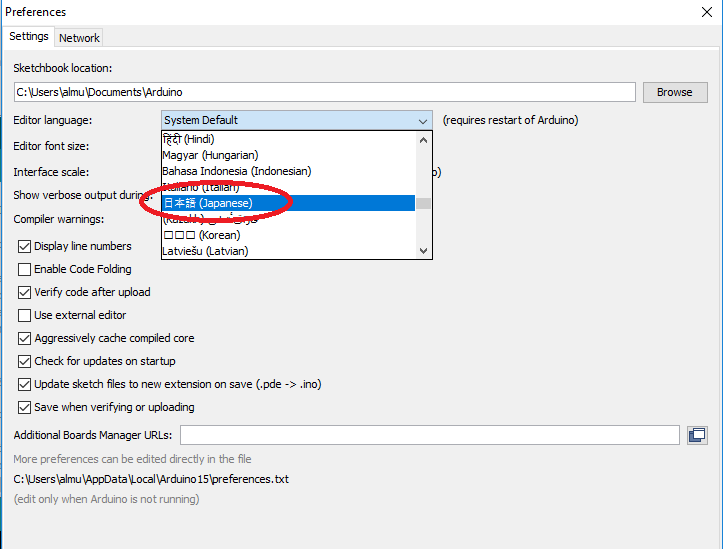 Preferences
Settings Network
Sketchbook location:
C:\Users\almu\Documents\Arduino Browse
Editor language: System Default (requires restart of Arduino)
हिंदी (Hindi)
Editor font size:
Magyar (Hungarian)
Interface scale: Bahasa Indonesia (Indonesian)
Italiano (Italian)
Show verbose output during: 日本語 (Japanese)
Compiler warnings: (Kazakh)
(Korean)
Display line numbers Latviešu (Latvian)
Enable Code Folding
Verify code after upload
Use external editor
Aggressively cache compiled core
Check for updates on startup
Update sketch files to new extension on save (.pde -> .ino)
Save when verifying or uploading
Additional Boards Manager URLs:
More preferences can be edited directly in the file
C:\Users\almu\AppData\Local\Arduino15\preferences.txt
(edit only when Arduino is not running)